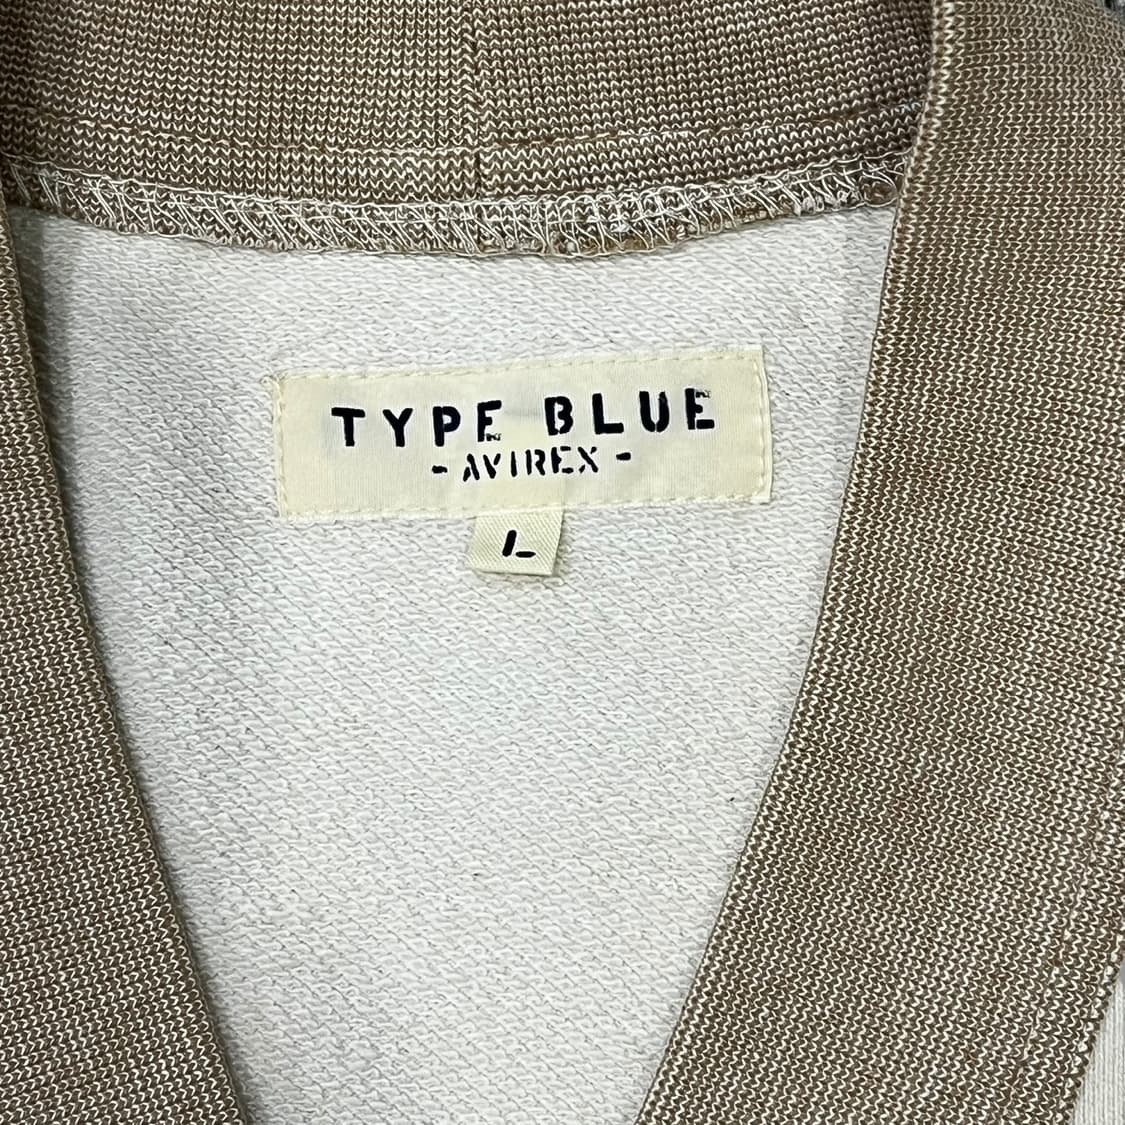 TYPE BLUE
- AVIREX -
L